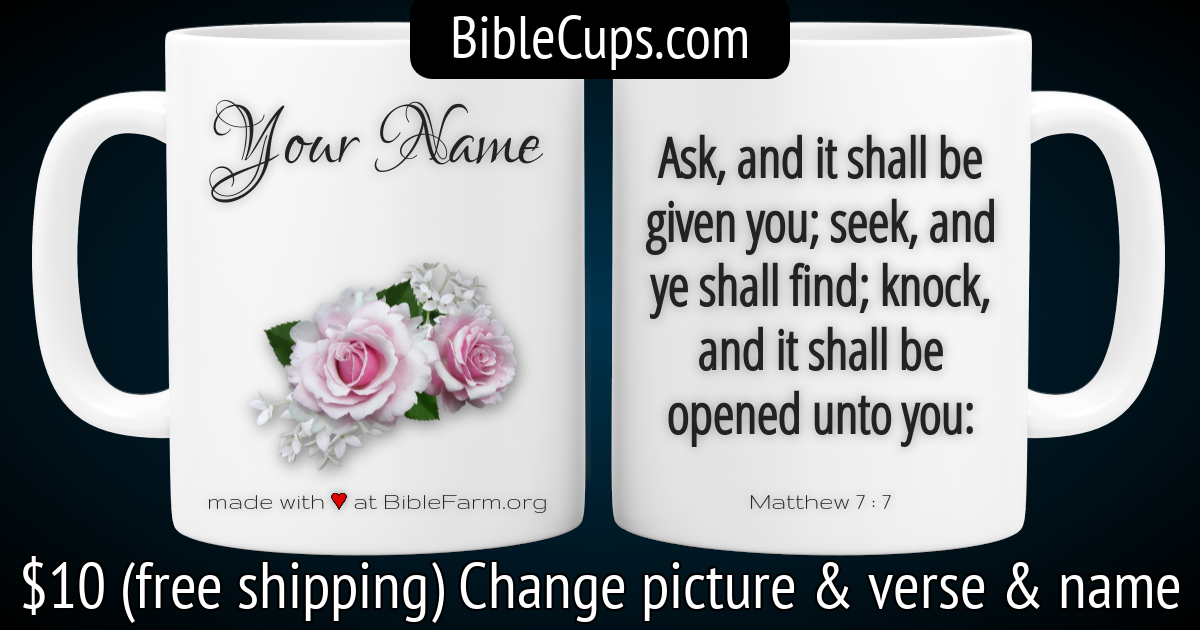 BibleCups.com
Your Name
made with ♥ at BibleFarm.org
Ask, and it shall be
given you; seek, and
ye shall find; knock,
and it shall be
opened unto you:
Matthew 7 : 7
$10 (free shipping) Change picture & verse & name